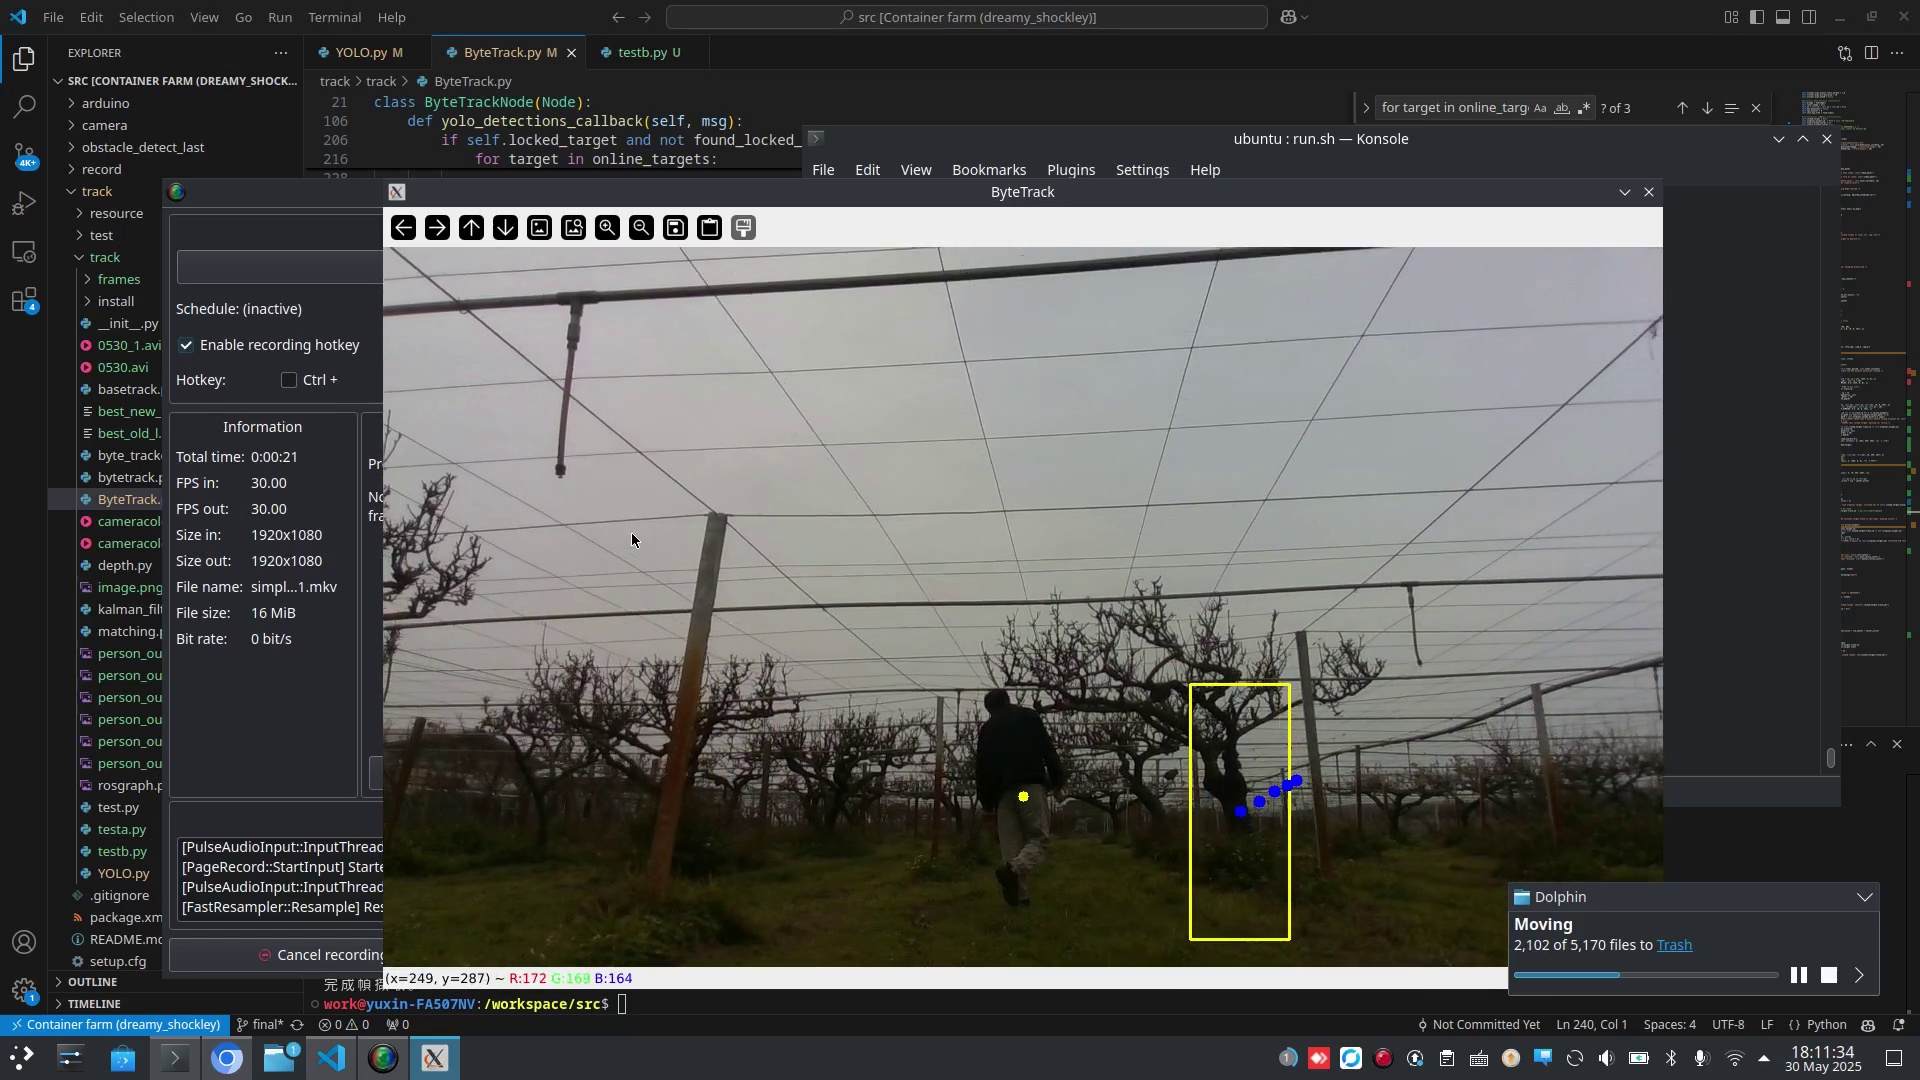 File Edit Selection View Go Run Terminal Help
src [Container farm (dreamy_shockley)]
EXPLORER
YOLO.py M
ByteTrack.py M
testb.py U
SRC [CONTAINER FARM (DREAMY_SHOCK...
track > track > ByteTrack.py
arduino
camera
obstacle_detect_last
record
track
resource
test
track
frames
install
__init__.py
0530_1.avi
0530.avi
basetrack.
best_new_
best_old_l.
byte_track
bytetrack.p
ByteTrack.
cameracol
cameracol
depth.py
image.png
kalman_filt
matching.p
person_ou
person_ou
person_ou
person_ou
person_ou
person_ou
rosgraph.p
test.py
testa.py
testb.py
YOLO.py
.gitignore
package.xm
README.md
setup.cfg
OUTLINE
TIMELINE
4K+
4
1
21 class ByteTrackNode(Node):
106 def yolo_detections_callback(self, msg):
206 if self.locked_target and not found_locked_
216 for target in online_targets:
for target in online_targ
? of 3
ubuntu : run.sh — Konsole
File Edit View Bookmarks Plugins Settings Help
ByteTrack
Schedule: (inactive)
Enable recording hotkey
Hotkey: Ctrl +
Information
Total time: 0:00:21
FPS in: 30.00
FPS out: 30.00
Size in: 1920x1080
Size out: 1920x1080
File name: simpl...1.mkv
File size: 16 MiB
Bit rate: 0 bit/s
[PulseAudioInput::InputThread
[PageRecord::StartInput] Starte
[PulseAudioInput::InputThread
[FastResampler::Resample] Res
Cancel recording
(x=249, y=287) ~ R:172 G:168 B:164
work@yuxin-FA507NV:/workspace/src$
Dolphin
Moving
2,102 of 5,170 files to Trash
Container farm (dreamy_shockley)
final*
0 0
0
Not Committed Yet
Ln 240, Col 1
Spaces: 4
UTF-8
LF
Python
1
1
18:11:34
30 May 2025